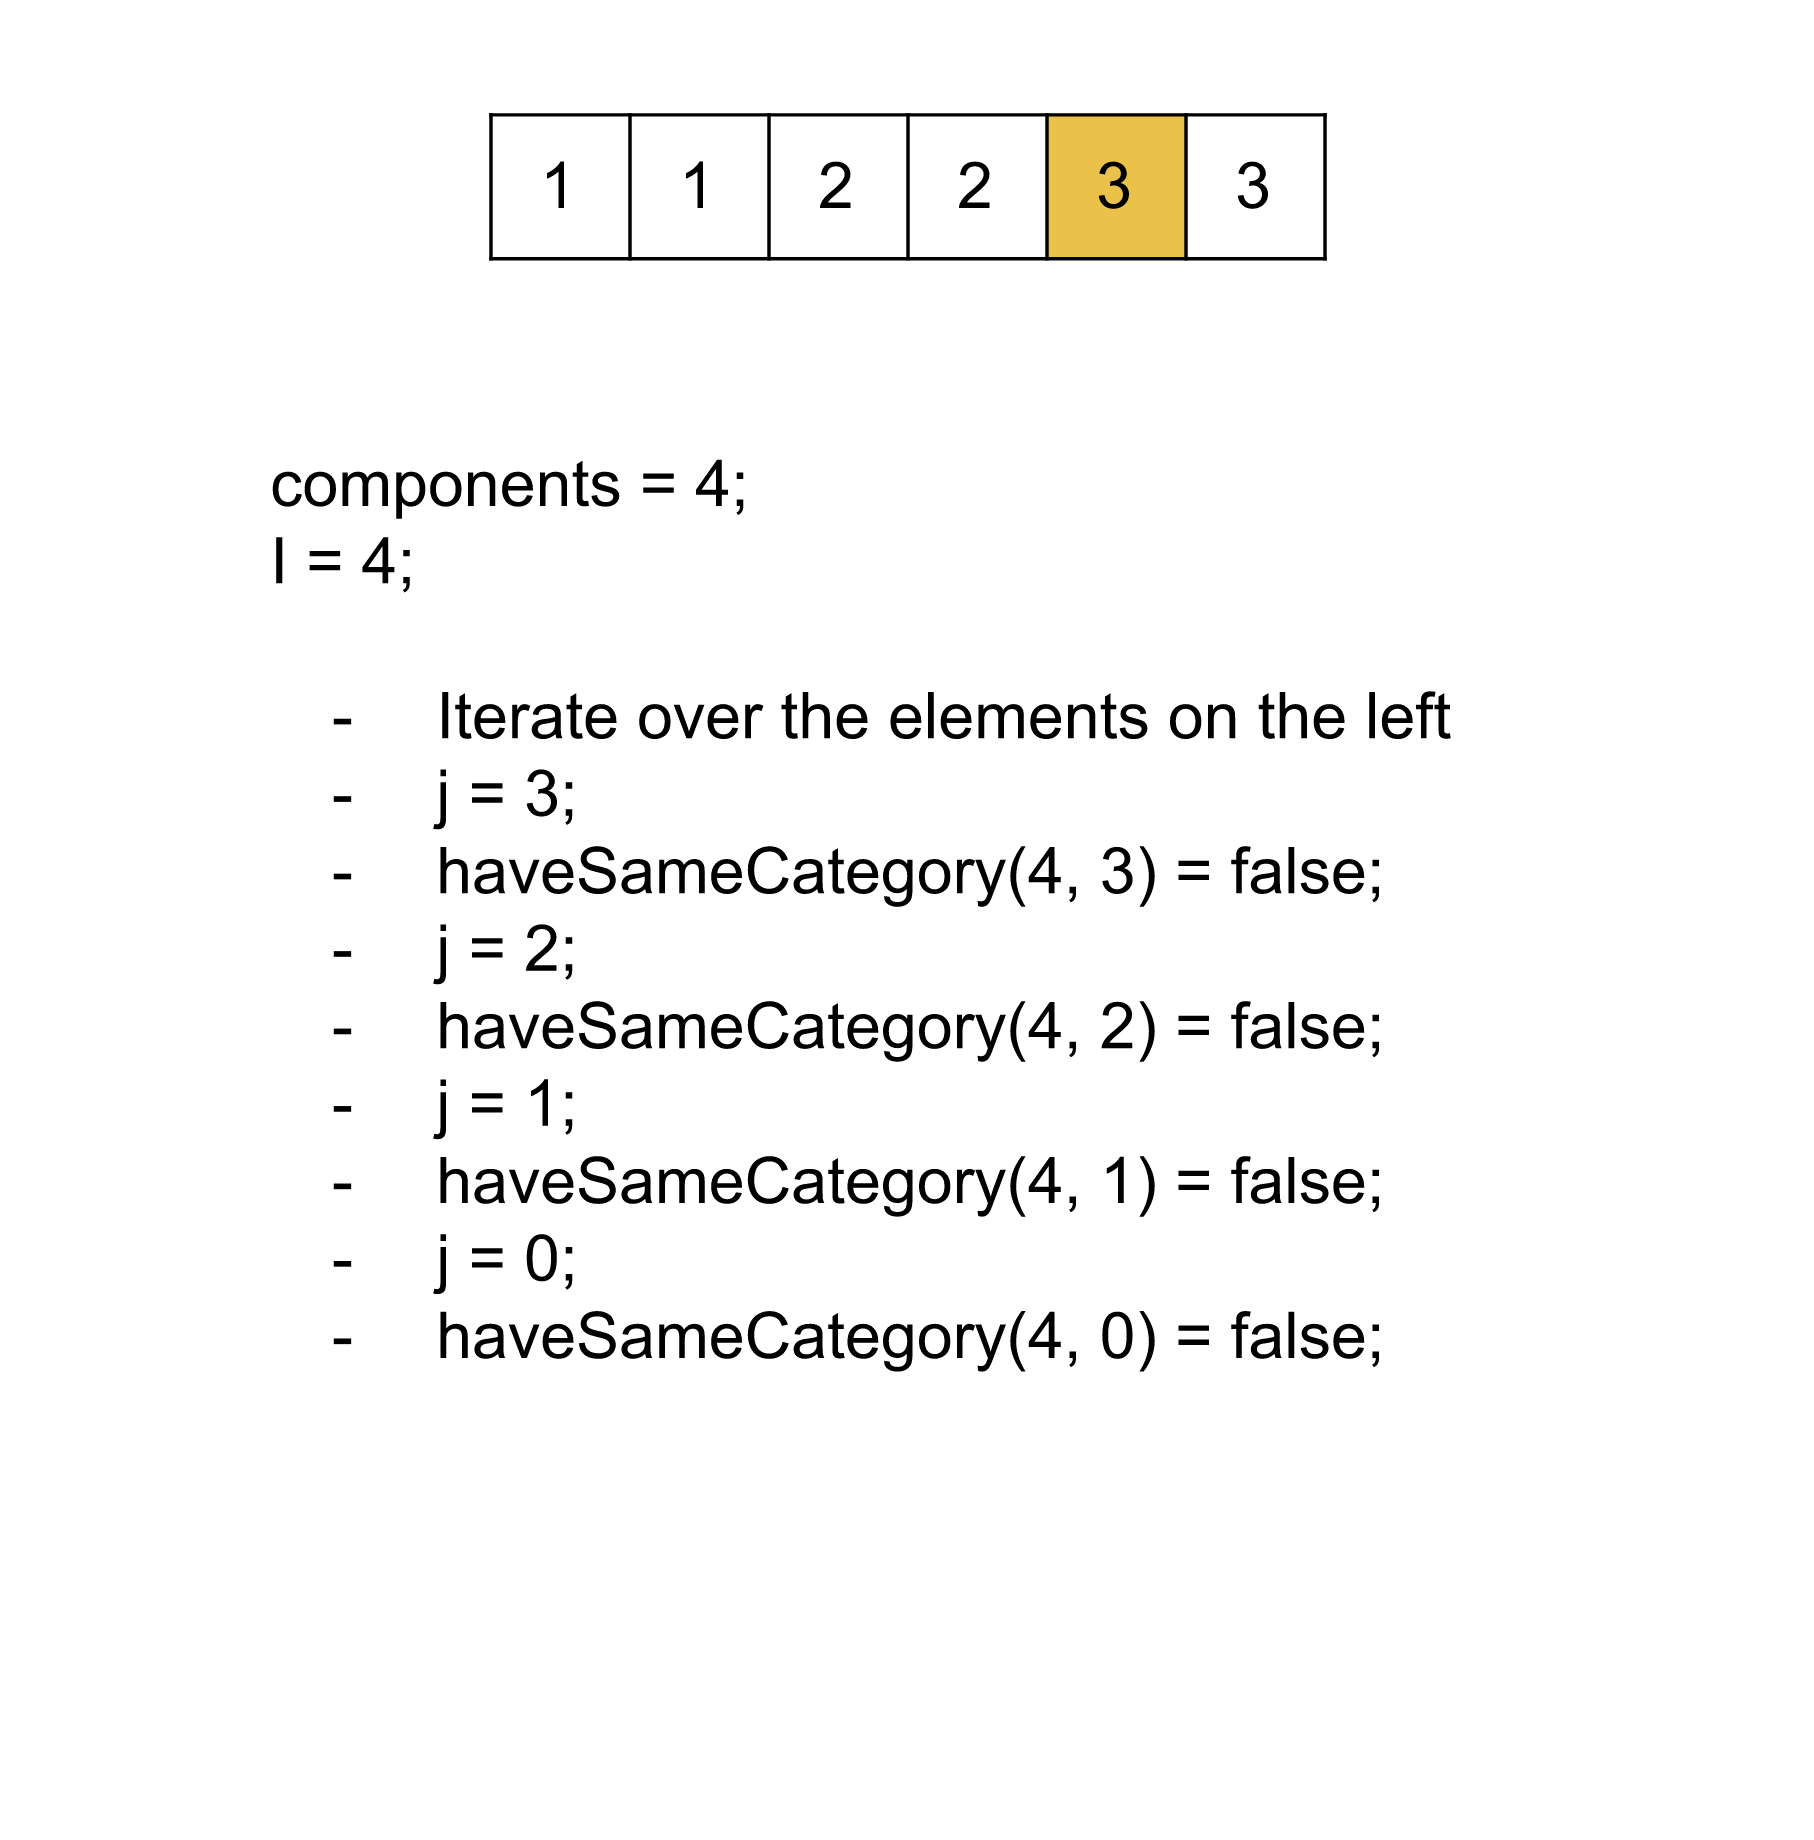 1 1 2 2 3 3
components = 4;
I = 4;
- Iterate over the elements on the left
- j = 3;
- haveSameCategory(4, 3) = false;
- j = 2;
- haveSameCategory(4, 2) = false;
- j = 1;
- haveSameCategory(4, 1) = false;
- j = 0;
- haveSameCategory(4, 0) = false;